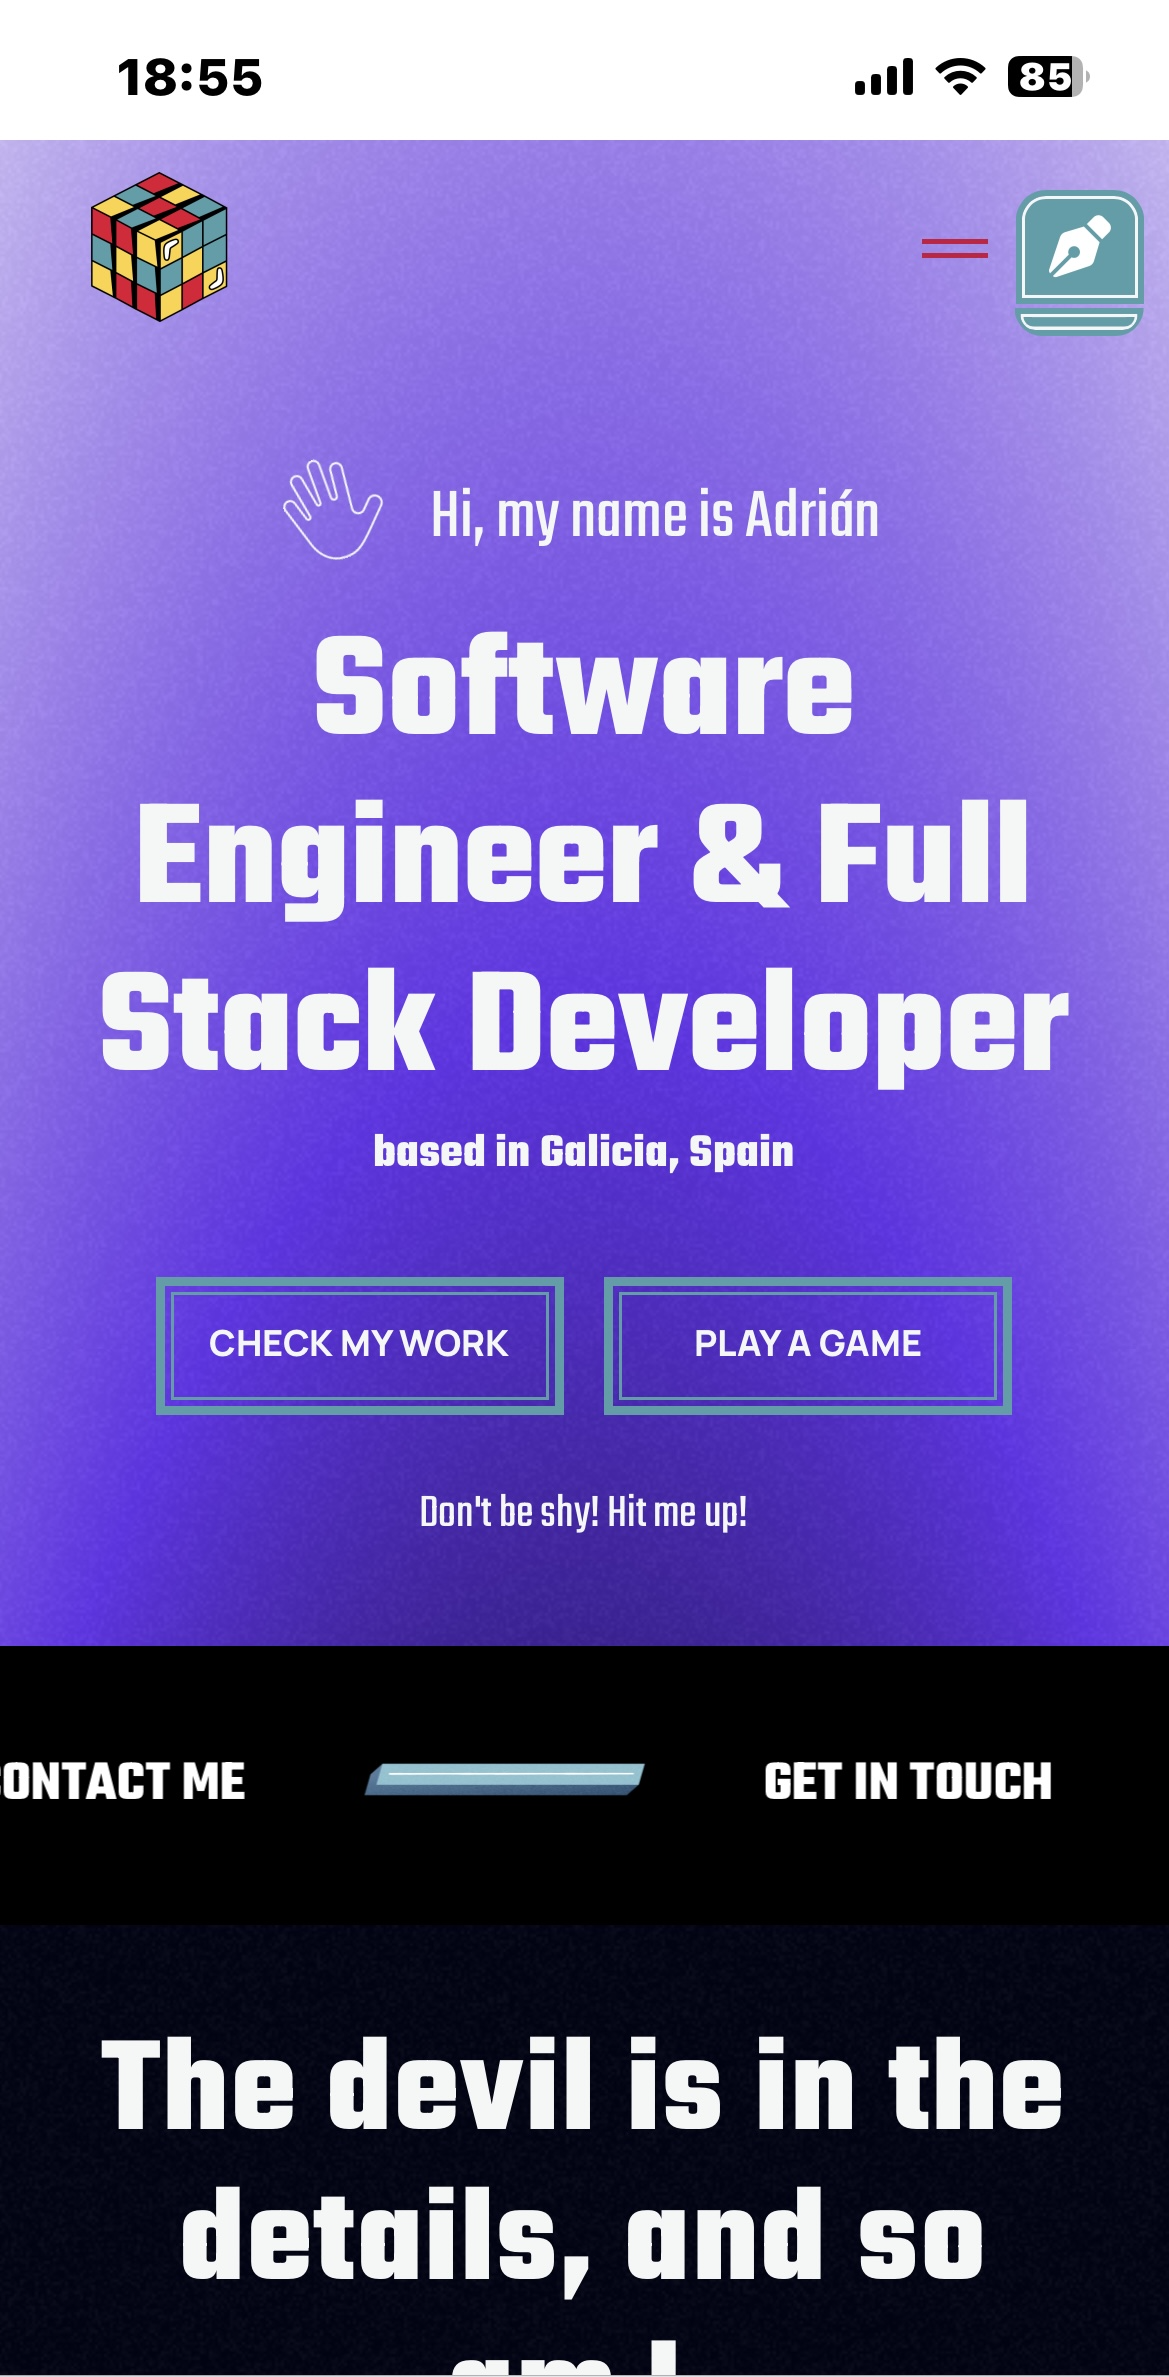 18:55
85
Hi, my name is Adrián
Software
Engineer & Full
Stack Developer
based in Galicia, Spain
CHECK MY WORK
PLAY A GAME
Don't be shy! Hit me up!
ONTACT ME
GET IN TOUCH
The devil is in the
details, and so
am I